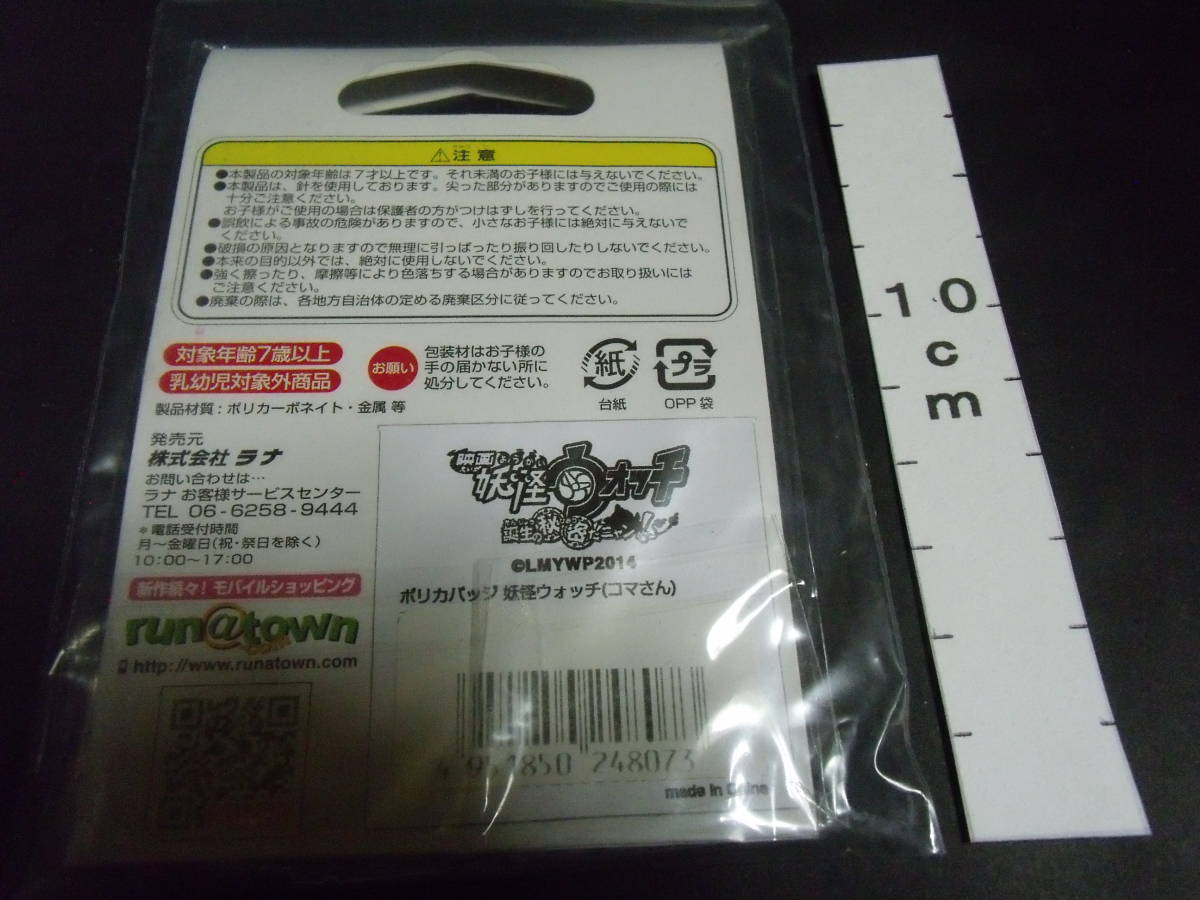 ⚠注意
●本製品の対象年齢は7才以上です。それ未満のお子様には与えないでください。
●本製品は、針を使用しております。尖った部分がありますのでご使用の際には
十分ご注意ください。
お子様がご使用の場合は保護者の方がつけはずしを行ってください。
●誤飲による事故の危険がありますので、小さなお子様には絶対に与えないで
ください。
●破損の原因となりますので無理に引っぱったり振り回したりしないでください。
●本来の目的以外では、絶対に使用しないでください。
●強く擦ったり、摩擦等により色落ちする場合がありますのでお取り扱いには
ご注意ください。
●廃棄の際は、各地方自治体の定める廃棄区分に従ってください。
対象年齢7歳以上
乳幼児対象外商品
お願い
包装材はお子様の
手の届かない所に
処分してください。
紙
台紙
プラ
OPP袋
製品材質：ポリカーボネイト・金属 等
発売元
株式会社 ラナ
お問い合わせは…
ラナ お客様サービスセンター
TEL 06-6258-9444
＊電話受付時間
月～金曜日(祝・祭日を除く)
10:00～17:00
新作続々！モバイルショッピング
run@town
.com
http://www.runatown.com
映画
妖怪ウォッチ
誕生の秘密だニャン!
©LMYWP2014
ポリカバッジ 妖怪ウォッチ(コマさん)
4 951850 248073
made in China
10
cm